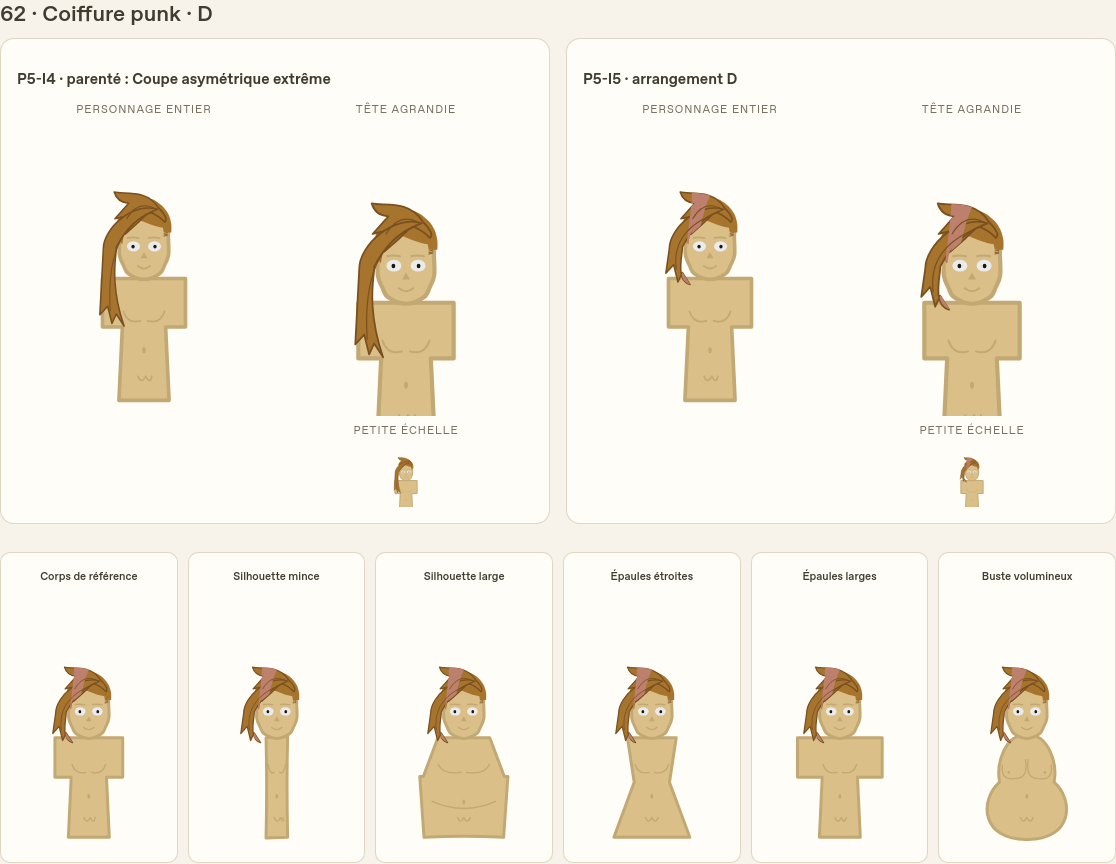 62 · Coiffure punk · D
P5-I4 · parenté : Coupe asymétrique extrême
PERSONNAGE ENTIER
TÊTE AGRANDIE
PETITE ÉCHELLE
P5-I5 · arrangement D
PERSONNAGE ENTIER
TÊTE AGRANDIE
PETITE ÉCHELLE
Corps de référence
Silhouette mince
Silhouette large
Épaules étroites
Épaules larges
Buste volumineux